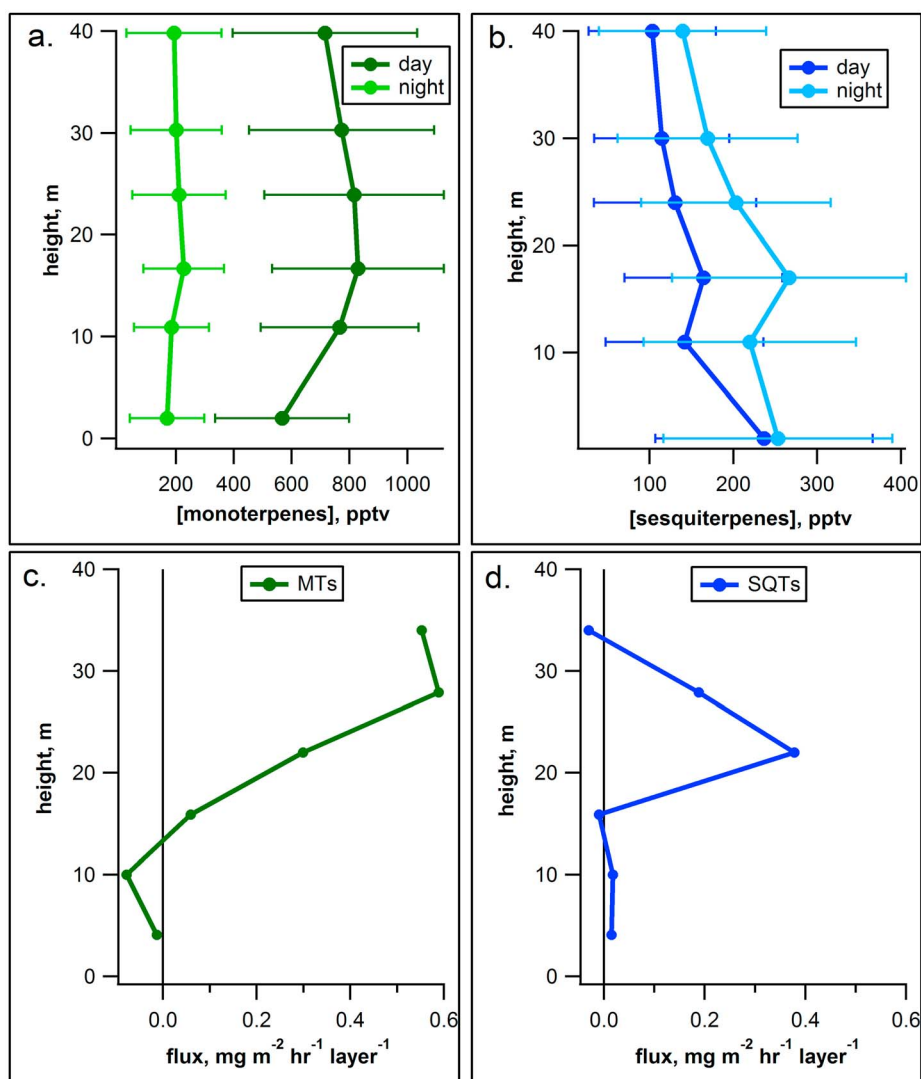 a.
40
30
20
10
0
height, m
day
night
200
400
600
800
1000
[monoterpenes], pptv
b.
40
30
20
10
height, m
day
night
100
200
300
400
[sesquiterpenes], pptv
c.
40
30
20
10
0
height, m
MTs
0.0
0.2
0.4
0.6
flux, mg m⁻² hr⁻¹ layer⁻¹
d.
40
30
20
10
0
height, m
SQTs
0.0
0.2
0.4
0.6
flux, mg m⁻² hr⁻¹ layer⁻¹